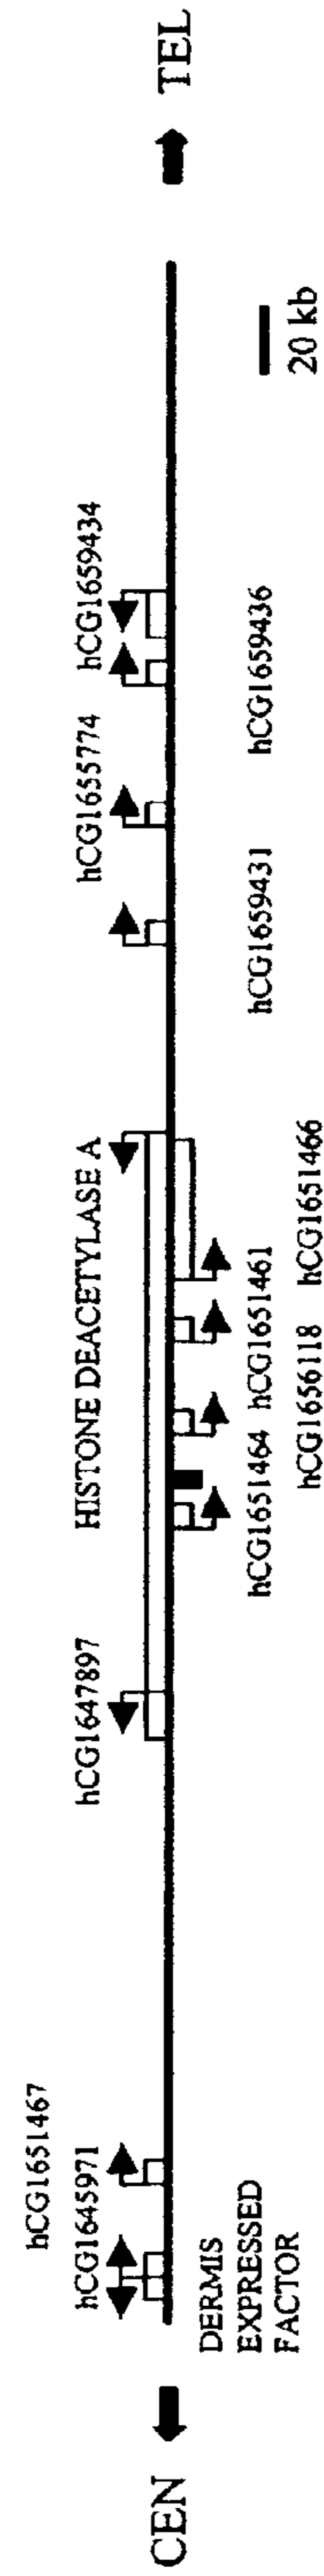 hCG1651467
hCG1645971
hCG1647897
HISTONE DEACETYLASE A
hCG1655774
hCG1659434
CEN
TEL
DERMIS
EXPRESSED
FACTOR
hCG1651464
hCG1651461
hCG1659431
hCG1659436
hCG1656118
hCG1651466
20 kb